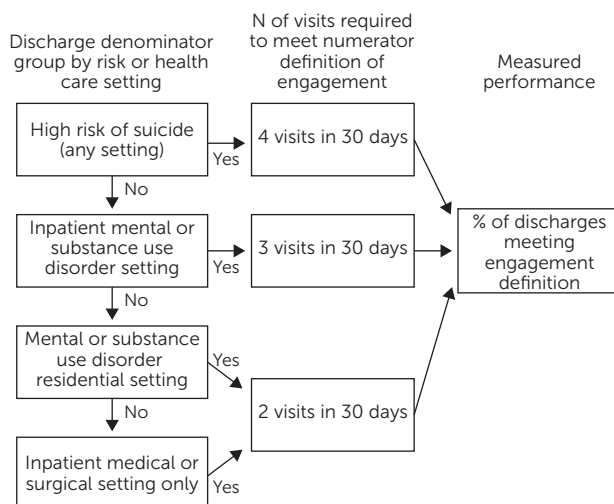 Discharge denominator
group by risk or health
care setting
N of visits required
to meet numerator
definition of
engagement
Measured
performance
High risk of suicide
(any setting)
Yes
4 visits in 30 days
No
Inpatient mental or
substance use
disorder setting
Yes
3 visits in 30 days
% of discharges
meeting
engagement
definition
No
Mental or substance
use disorder
residential setting
Yes
2 visits in 30 days
No
Inpatient medical or
surgical setting only
Yes